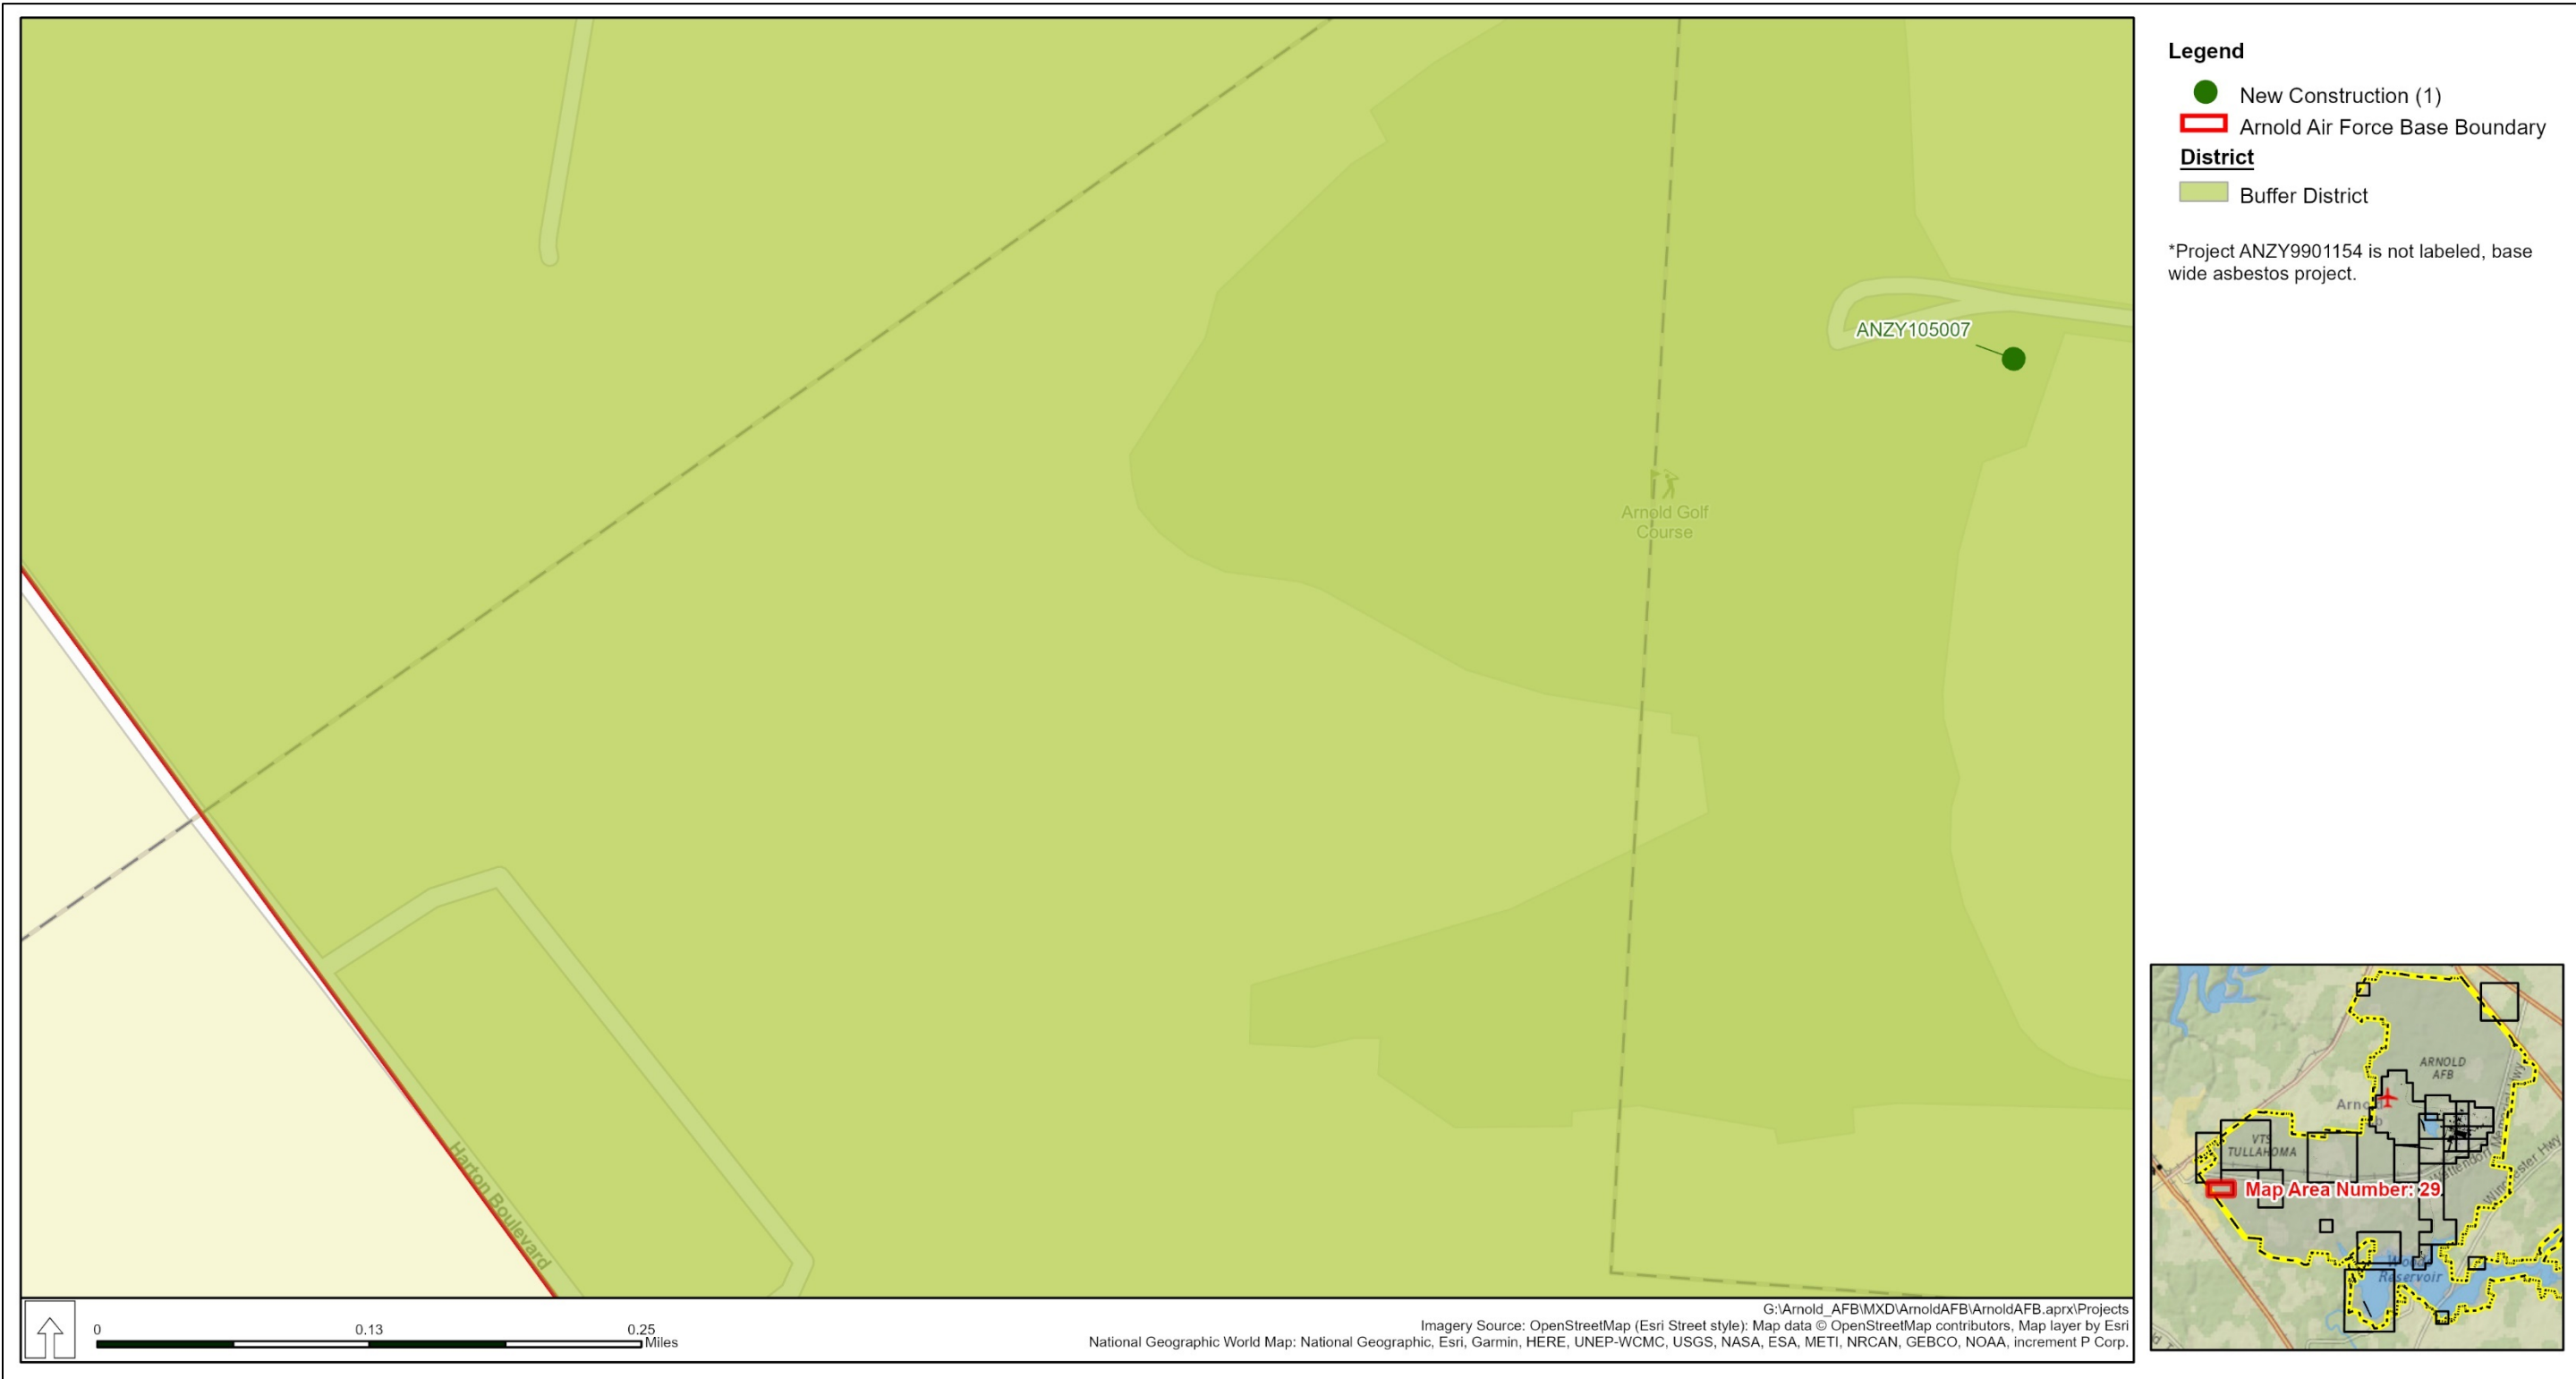 Legend
New Construction (1)
Arnold Air Force Base Boundary
District
Buffer District
*Project ANZY9901154 is not labeled, base
wide asbestos project.
ANZY105007
Arnold Golf
Course
Harton Boulevard
0 0.13 0.25
Miles
G:\Arnold_AFB\MXD\ArnoldAFB\ArnoldAFB.aprx\Projects
Imagery Source: OpenStreetMap (Esri Street style): Map data © OpenStreetMap contributors, Map layer by Esri
National Geographic World Map: National Geographic, Esri, Garmin, HERE, UNEP-WCMC, USGS, NASA, ESA, METI, NRCAN, GEBCO, NOAA, increment P Corp.
ARNOLD
AFB
VTS
TULLAHOMA
Map Area Number: 29
Woods
Reservoir